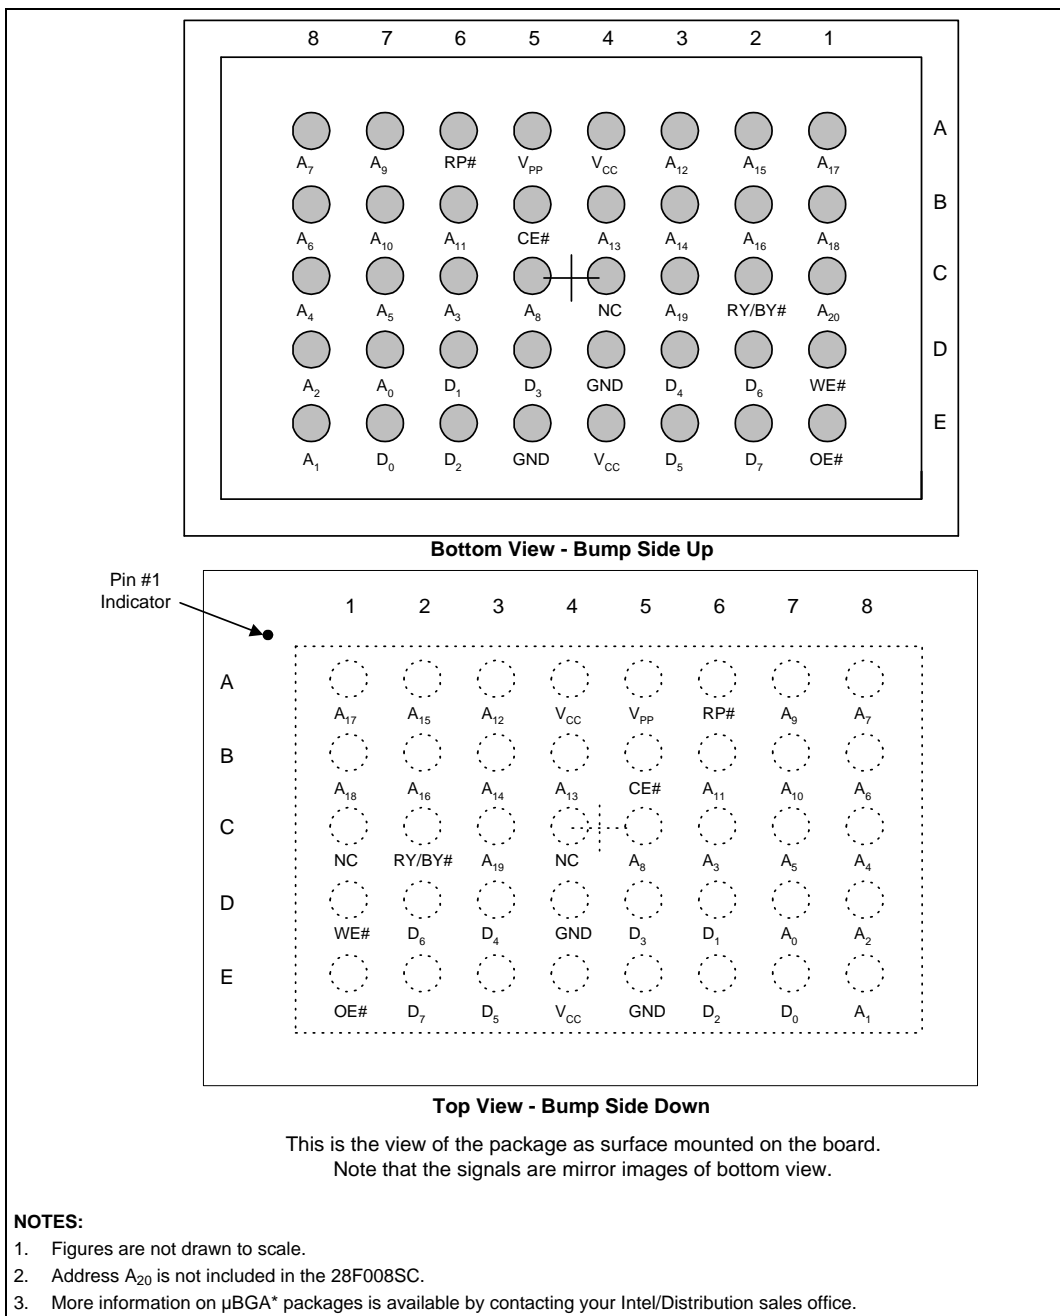 8 7 6 5 4 3 2 1
A
A7 A9 RP# VPP VCC A12 A15 A17
B
A6 A10 A11 CE# A13 A14 A16 A18
C
A4 A5 A3 A8 NC A19 RY/BY# A20
D
A2 A0 D1 D3 GND D4 D6 WE#
E
A1 D0 D2 GND VCC D5 D7 OE#
Bottom View - Bump Side Up
Pin #1
Indicator
1 2 3 4 5 6 7 8
A
A17 A15 A12 VCC VPP RP# A9 A7
B
A18 A16 A14 A13 CE# A11 A10 A6
C
NC RY/BY# A19 NC A8 A3 A5 A4
D
WE# D6 D4 GND D3 D1 A0 A2
E
OE# D7 D5 VCC GND D2 D0 A1
Top View - Bump Side Down
This is the view of the package as surface mounted on the board.
Note that the signals are mirror images of bottom view.
NOTES:
1. Figures are not drawn to scale.
2. Address A20 is not included in the 28F008SC.
3. More information on µBGA* packages is available by contacting your Intel/Distribution sales office.